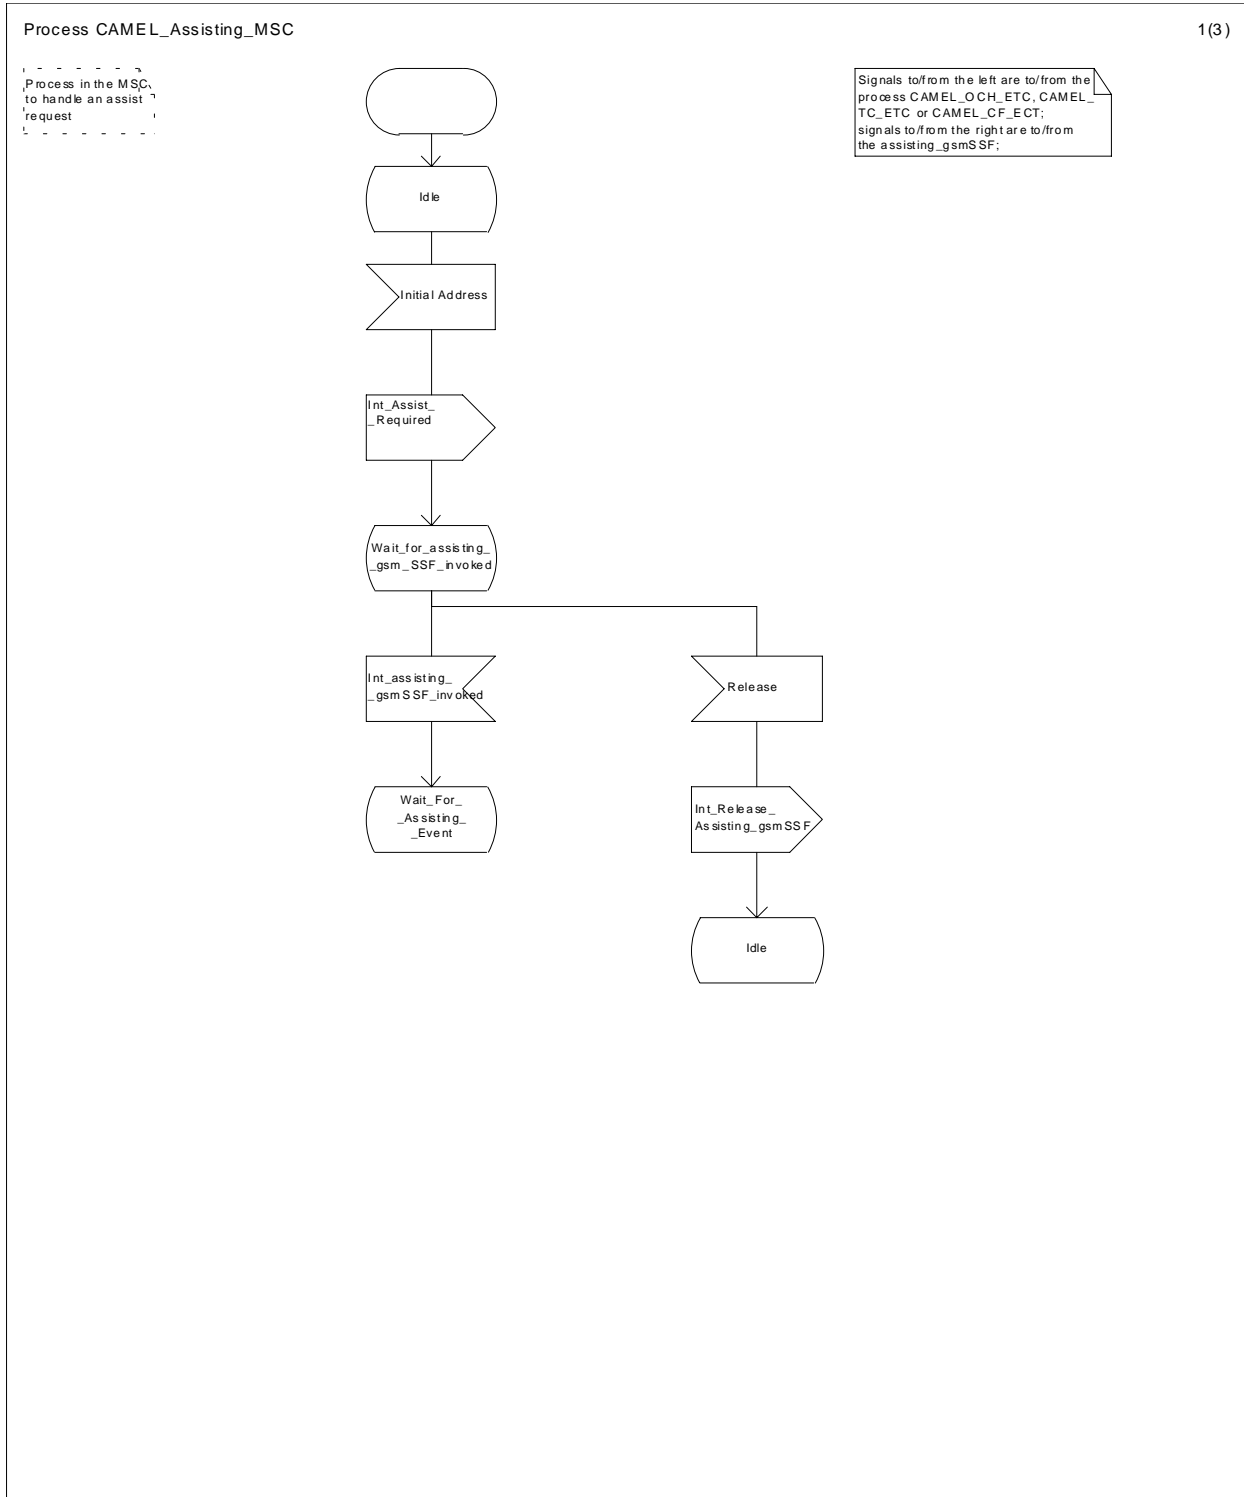 Process CAMEL_Assisting_MSC
1(3)
Process in the MSC
to handle an assist
request
Signals to/from the left are to/from the
process CAMEL_OCH_ETC, CAMEL_
TC_ETC or CAMEL_CF_ECT;
signals to/from the right are to/from
the assisting_gsmSSF;
Idle
Initial Address
Int_Assist_
_Required
Wait_for_assisting_
_gsm_SSF_invoked
Int_assisting_
_gsmSSF_invoked
Release
Wait_For_
_Assisting_
_Event
Int_Release_
Assisting_gsmSSF
Idle